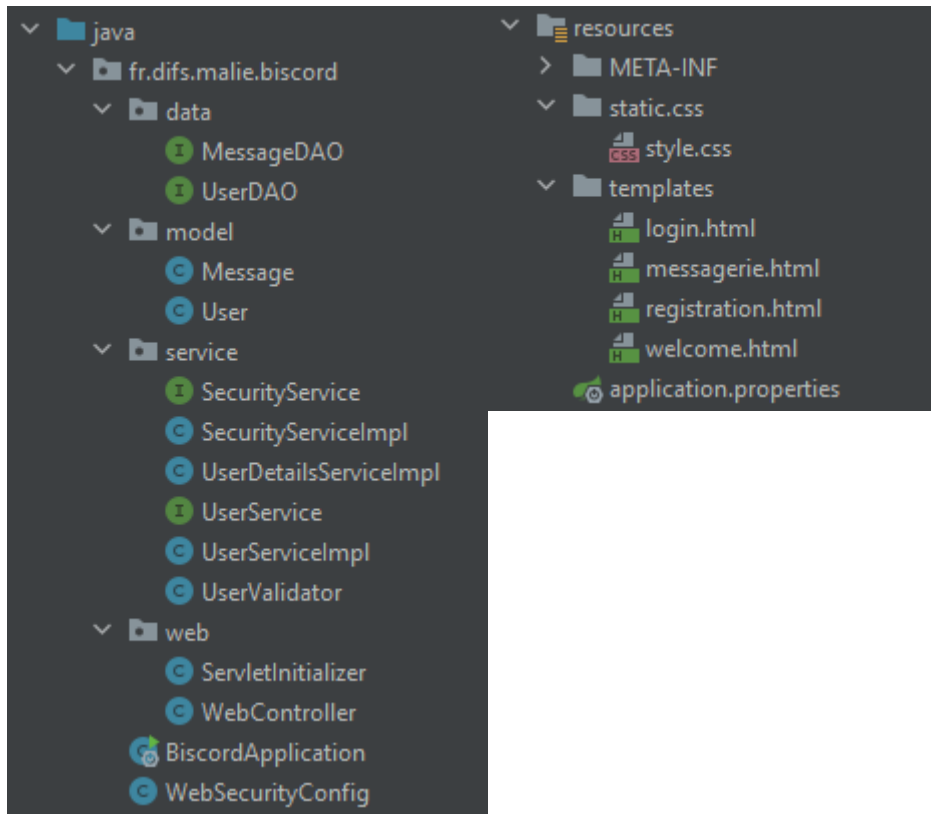 java
fr.difs.malie.biscord
data
I MessageDAO
I UserDAO
model
C Message
C User
service
I SecurityService
C SecurityServiceImpl
C UserDetailsServiceImpl
I UserService
C UserServiceImpl
C UserValidator
web
C ServletInitializer
C WebController
BiscordApplication
C WebSecurityConfig
resources
META-INF
static.css
CSS style.css
templates
H login.html
H messagerie.html
H registration.html
H welcome.html
application.properties